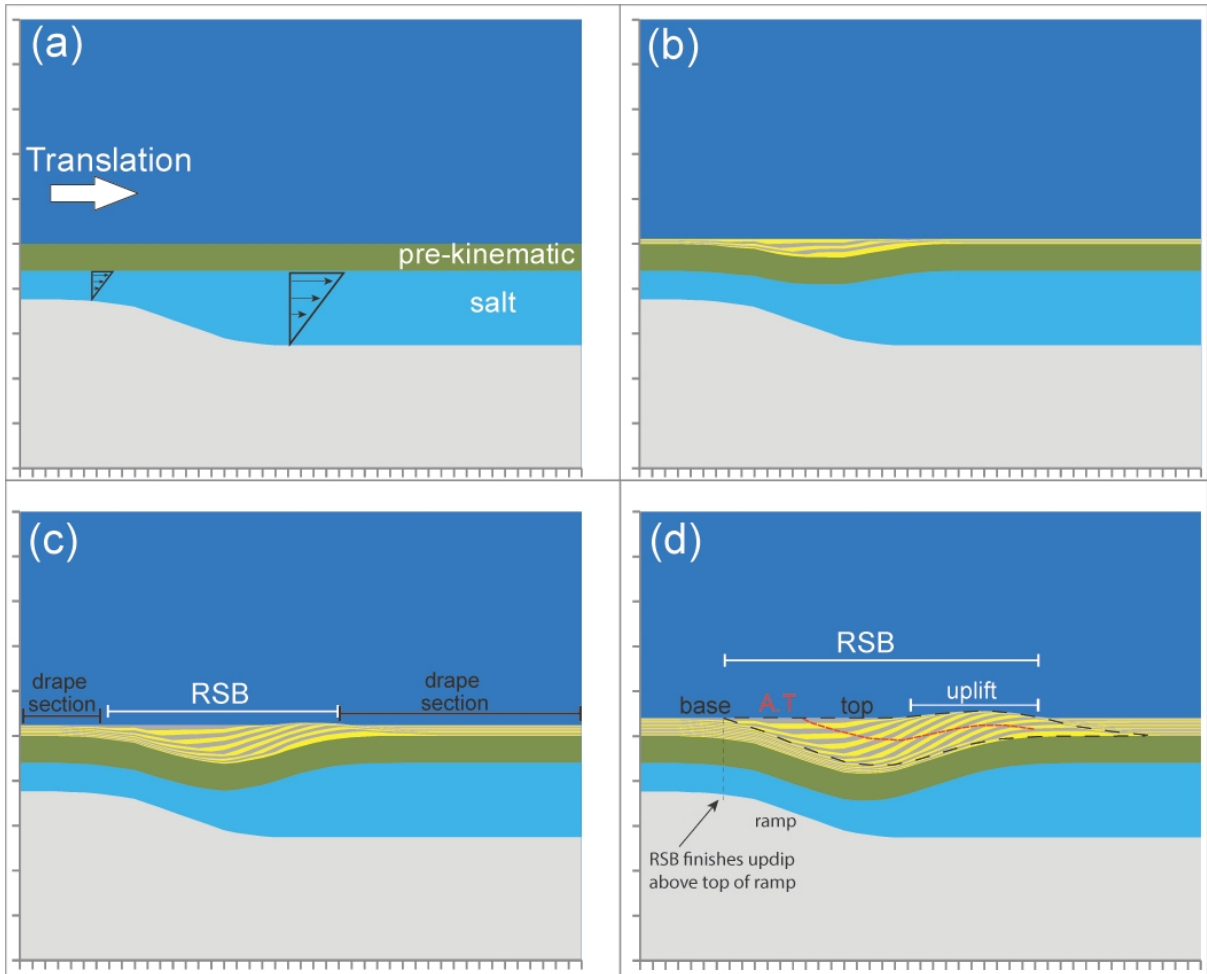 (a)
Translation
pre-kinematic
salt
(b)
(c)
drape
section
RSB
drape
section
(d)
RSB
uplift
base
A.T
top
ramp
RSB finishes updip
above top of ramp